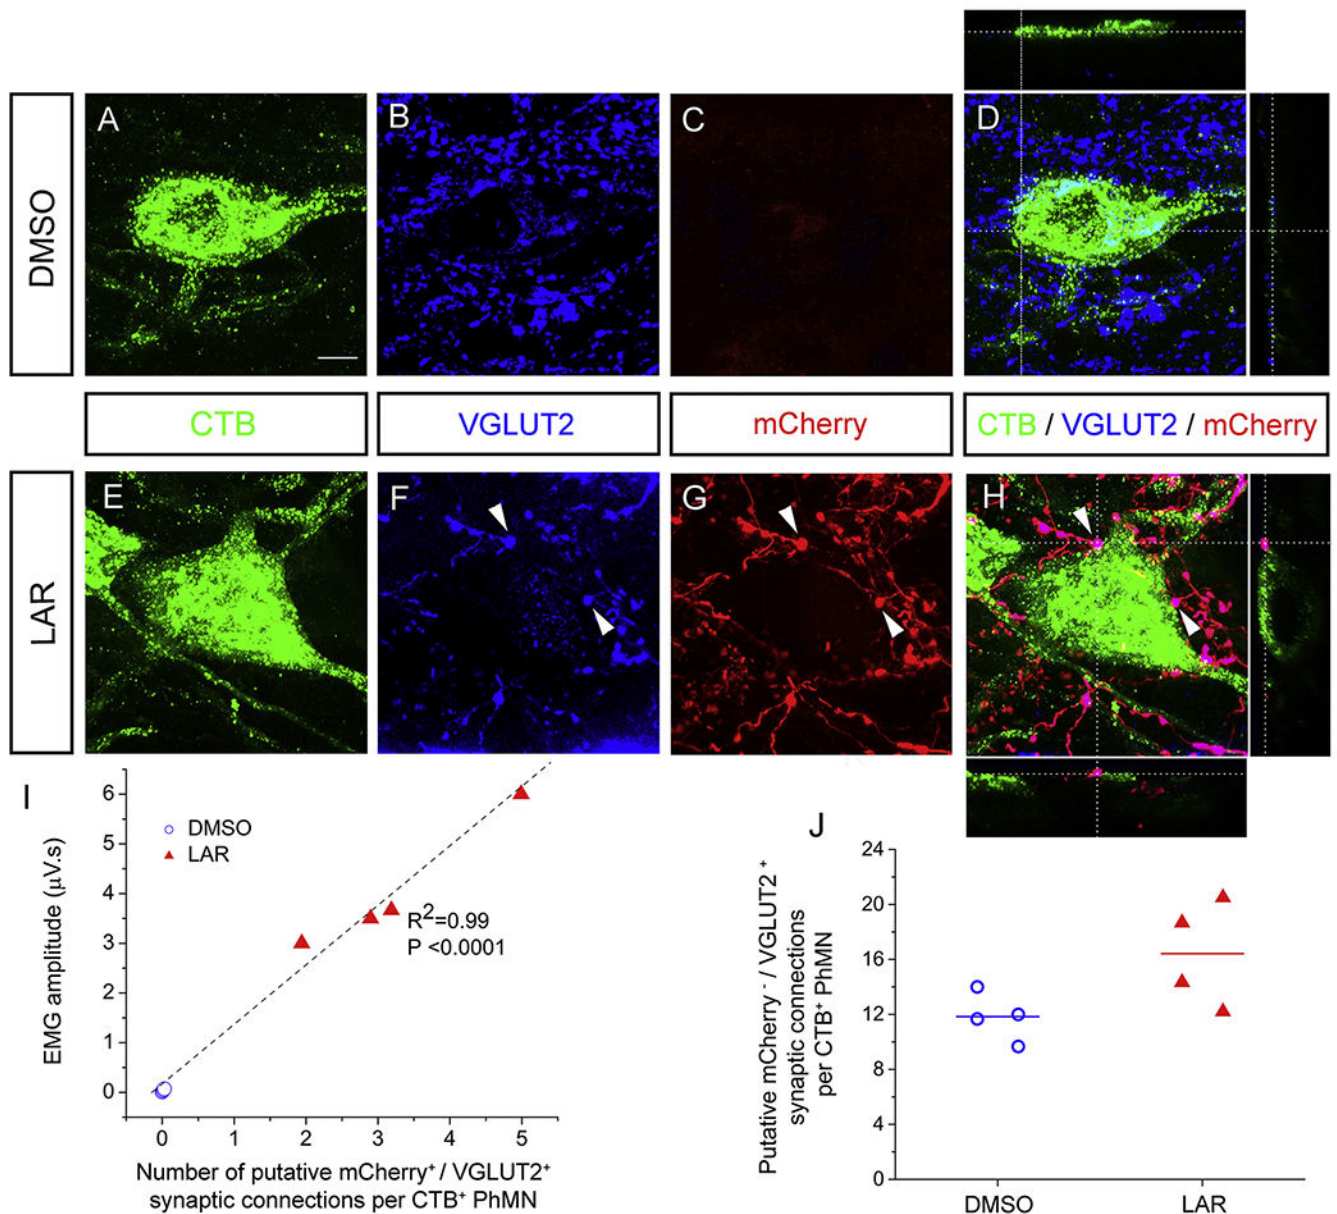 A
B
C
D
DMSO
CTB
VGLUT2
mCherry
CTB / VGLUT2 / mCherry
E
F
G
H
LAR
I
6
5
4
3
2
1
0
EMG amplitude (μV.s)
DMSO
LAR
R²=0.99
P <0.0001
0
1
2
3
4
5
Number of putative mCherry⁺ / VGLUT2⁺
synaptic connections per CTB⁺ PhMN
J
24
20
16
12
8
4
0
Putative mCherry⁻ / VGLUT2⁺
synaptic connections
per CTB⁺ PhMN
DMSO
LAR